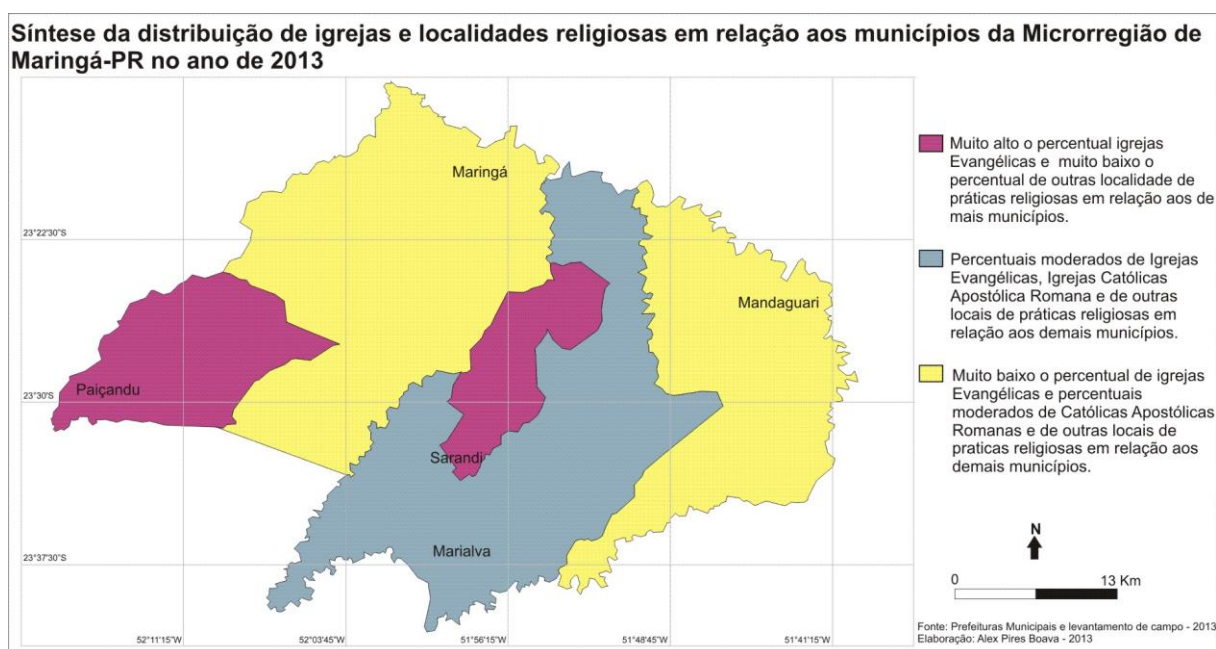 Síntese da distribuição de igrejas e localidades religiosas em relação aos municípios da Microrregião de
Maringá-PR no ano de 2013
Maringá
Mandaguari
Paiçandu
Sarandi
Marialva
23°22'30"S
23°30'S
23°37'30"S
52°11'15"W
52°03'45"W
51°56'15"W
51°48'45"W
51°41'15"W
Muito alto o percentual igrejas
Evangélicas e muito baixo o
percentual de outras localidade de
práticas religiosas em relação aos de
mais municípios.
Percentuais moderados de Igrejas
Evangélicas, Igrejas Católicas
Apostólica Romana e de outras
locais de práticas religiosas em
relação aos demais municípios.
Muito baixo o percentual de igrejas
Evangélicas e percentuais
moderados de Católicas Apostólicas
Romanas e de outras locais de
praticas religiosas em relação aos
demais municípios.
N
0 13 Km
Fonte: Prefeituras Municipais e levantamento de campo - 2013
Elaboração: Alex Pires Boava - 2013